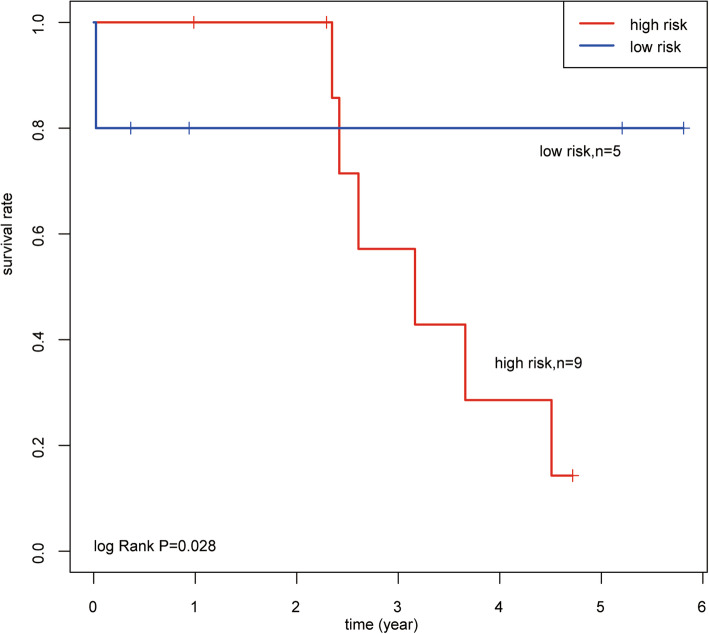 high risk
low risk
1.0
0.8
0.6
0.4
0.2
0.0
survival rate
low risk,n=5
high risk,n=9
log Rank P=0.028
0 1 2 3 4 5 6
time (year)